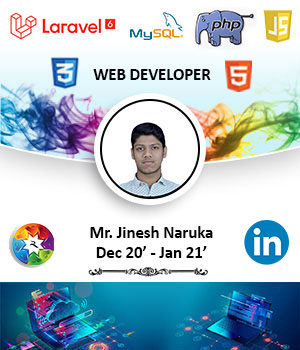 Laravel 6
MySQL
php
JS
3
WEB DEVELOPER
5
Mr. Jinesh Naruka
Dec 20’ - Jan 21’
in